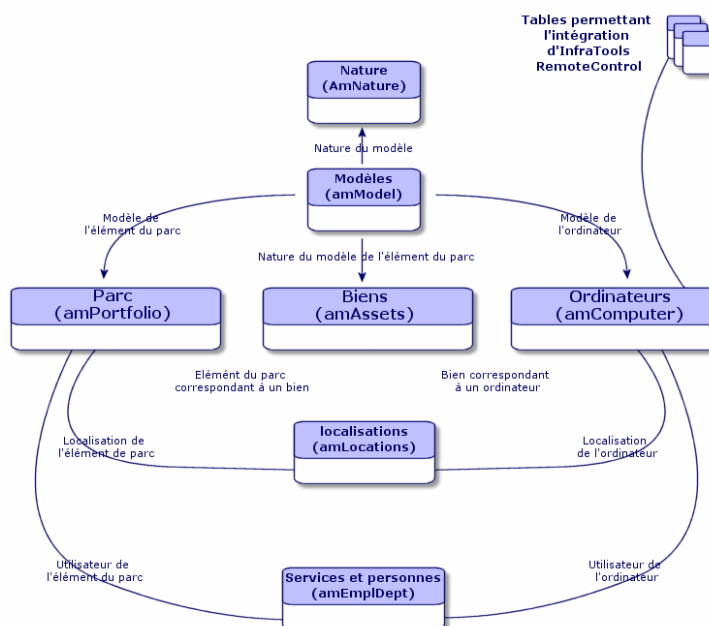 Tables permettant
l'intégration
d'InfraTools
RemoteControl
Nature
(AmNature)
Nature du modèle
Modèles
(amModel)
Modèle de
l'élément du parc
Modèle de
l'ordinateur
Nature du modèle de l'élément du parc
Parc
(amPortfolio)
Biens
(amAssets)
Ordinateurs
(amComputer)
Elémént du parc
correspondant à un bien
Bien correspondant
à un ordinateur
localisations
(amLocations)
Localisation de
l'élément de parc
Localisation
de l'ordinateur
Utilisateur de
l'élément du parc
Services et personnes
(amEmplDept)
Utilisateur de
l'ordinateur